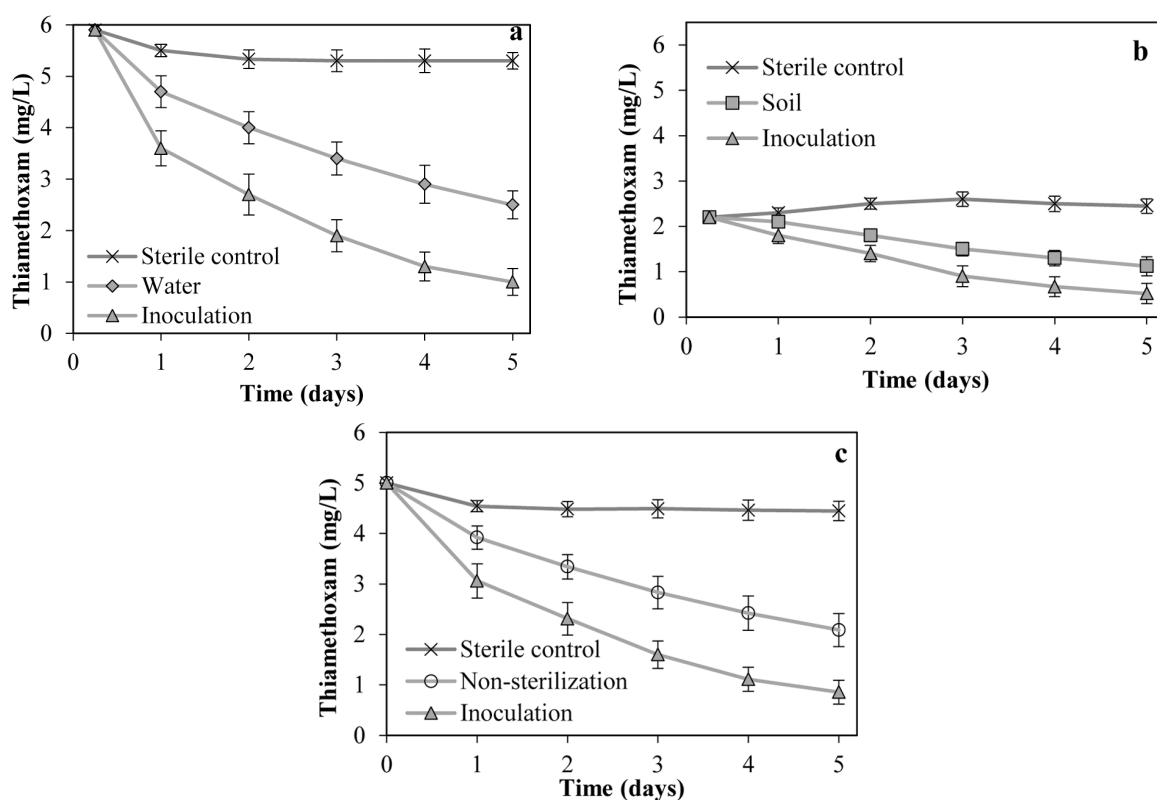 a
Thiamethoxam (mg/L)
6
5
4
3
2
1
0
Sterile control
Water
Inoculation
0 1 2 3 4 5
Time (days)
b
Thiamethoxam (mg/L)
6
5
4
3
2
1
0
Sterile control
Soil
Inoculation
0 1 2 3 4 5
Time (days)
c
Thiamethoxam (mg/L)
6
5
4
3
2
1
0
Sterile control
Non-sterilization
Inoculation
0 1 2 3 4 5
Time (days)